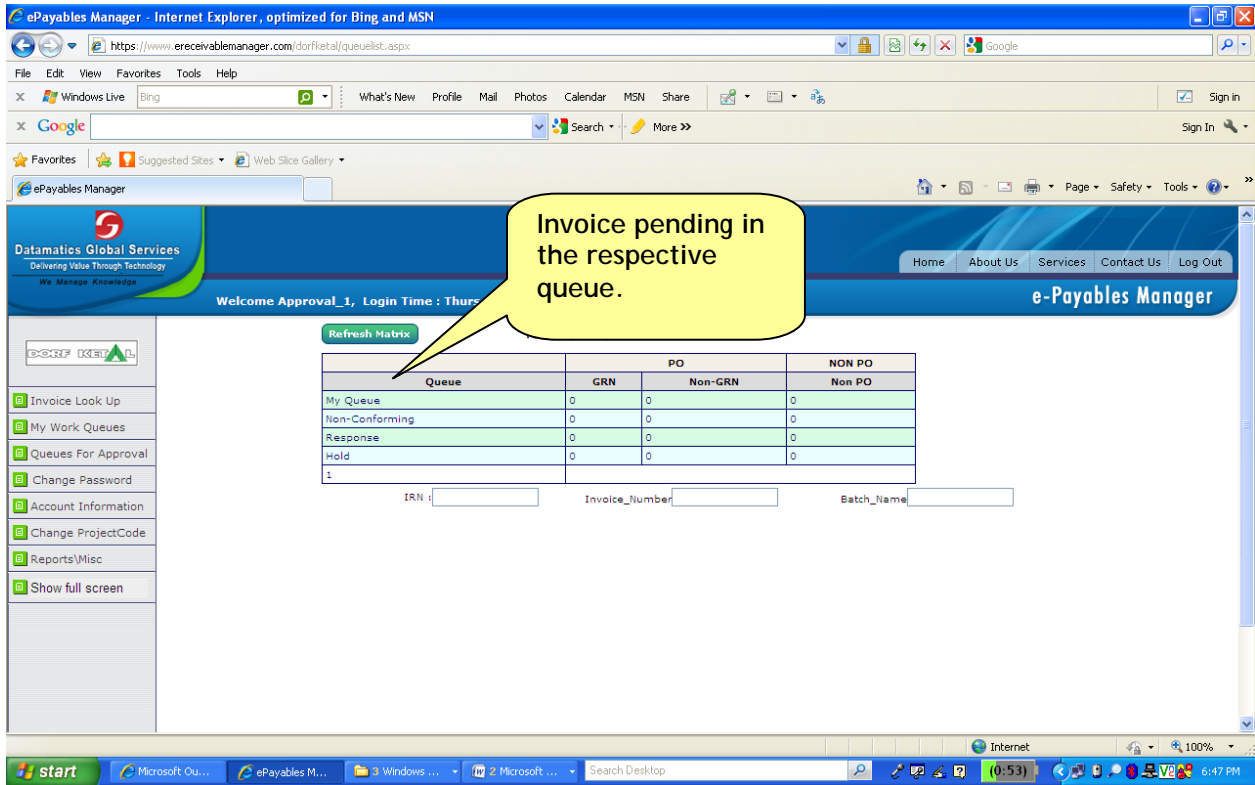 ePayables Manager - Internet Explorer, optimized for Bing and MSN
https://www.ereceivablemanager.com/dorfketal/queuelist.aspx
Google
File Edit View Favorites Tools Help
x Windows Live Bing What's New Profile Mail Photos Calendar MSN Share Sign in
x Google Search More >> Sign In
Favorites Suggested Sites Web Slice Gallery
ePayables Manager Page Safety Tools
Datamatics Global Services
Delivering Value Through Technology
We Manage Knowledge
Home About Us Services Contact Us Log Out
Welcome Approval_1, Login Time : Thurs
e-Payables Manager
Invoice pending in
the respective
queue.
DORF KETAL
Invoice Look Up
My Work Queues
Queues For Approval
Change Password
Account Information
Change ProjectCode
Reports\Misc
Show full screen
Refresh Matrix
PO NON PO
Queue GRN Non-GRN Non PO
My Queue 0 0 0
Non-Conforming 0 0 0
Response 0 0 0
Hold 0 0 0
1
IRN : Invoice_Number Batch_Name
Internet 100%
start Microsoft Ou... ePayables M... 3 Windows ... 2 Microsoft ... Search Desktop (0:53) 6:47 PM